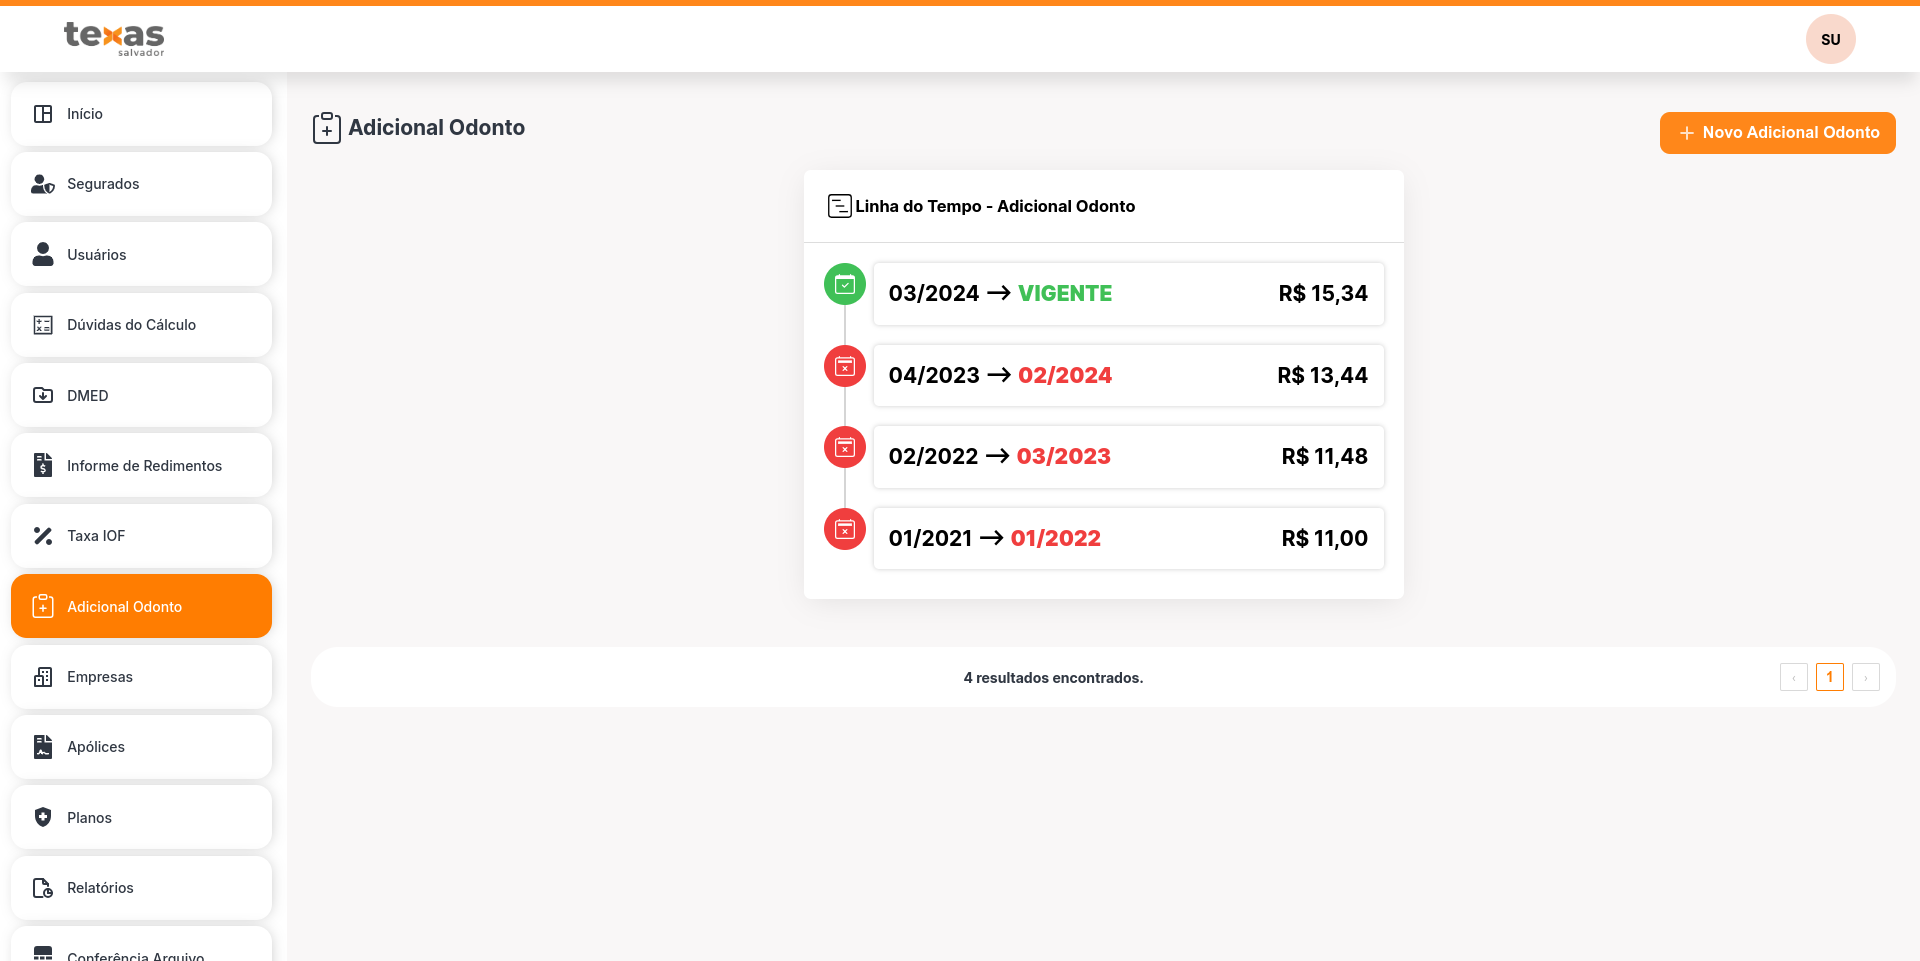 texas
salvador
SU
Início
Segurados
Usuários
Dúvidas do Cálculo
DMED
Informe de Redimentos
Taxa IOF
Adicional Odonto
Empresas
Apólices
Planos
Relatórios
Conferência Arquivo
Adicional Odonto
+ Novo Adicional Odonto
Linha do Tempo - Adicional Odonto
03/2024 → VIGENTE R$ 15,34
04/2023 → 02/2024 R$ 13,44
02/2022 → 03/2023 R$ 11,48
01/2021 → 01/2022 R$ 11,00
4 resultados encontrados.
‹ 1 ›